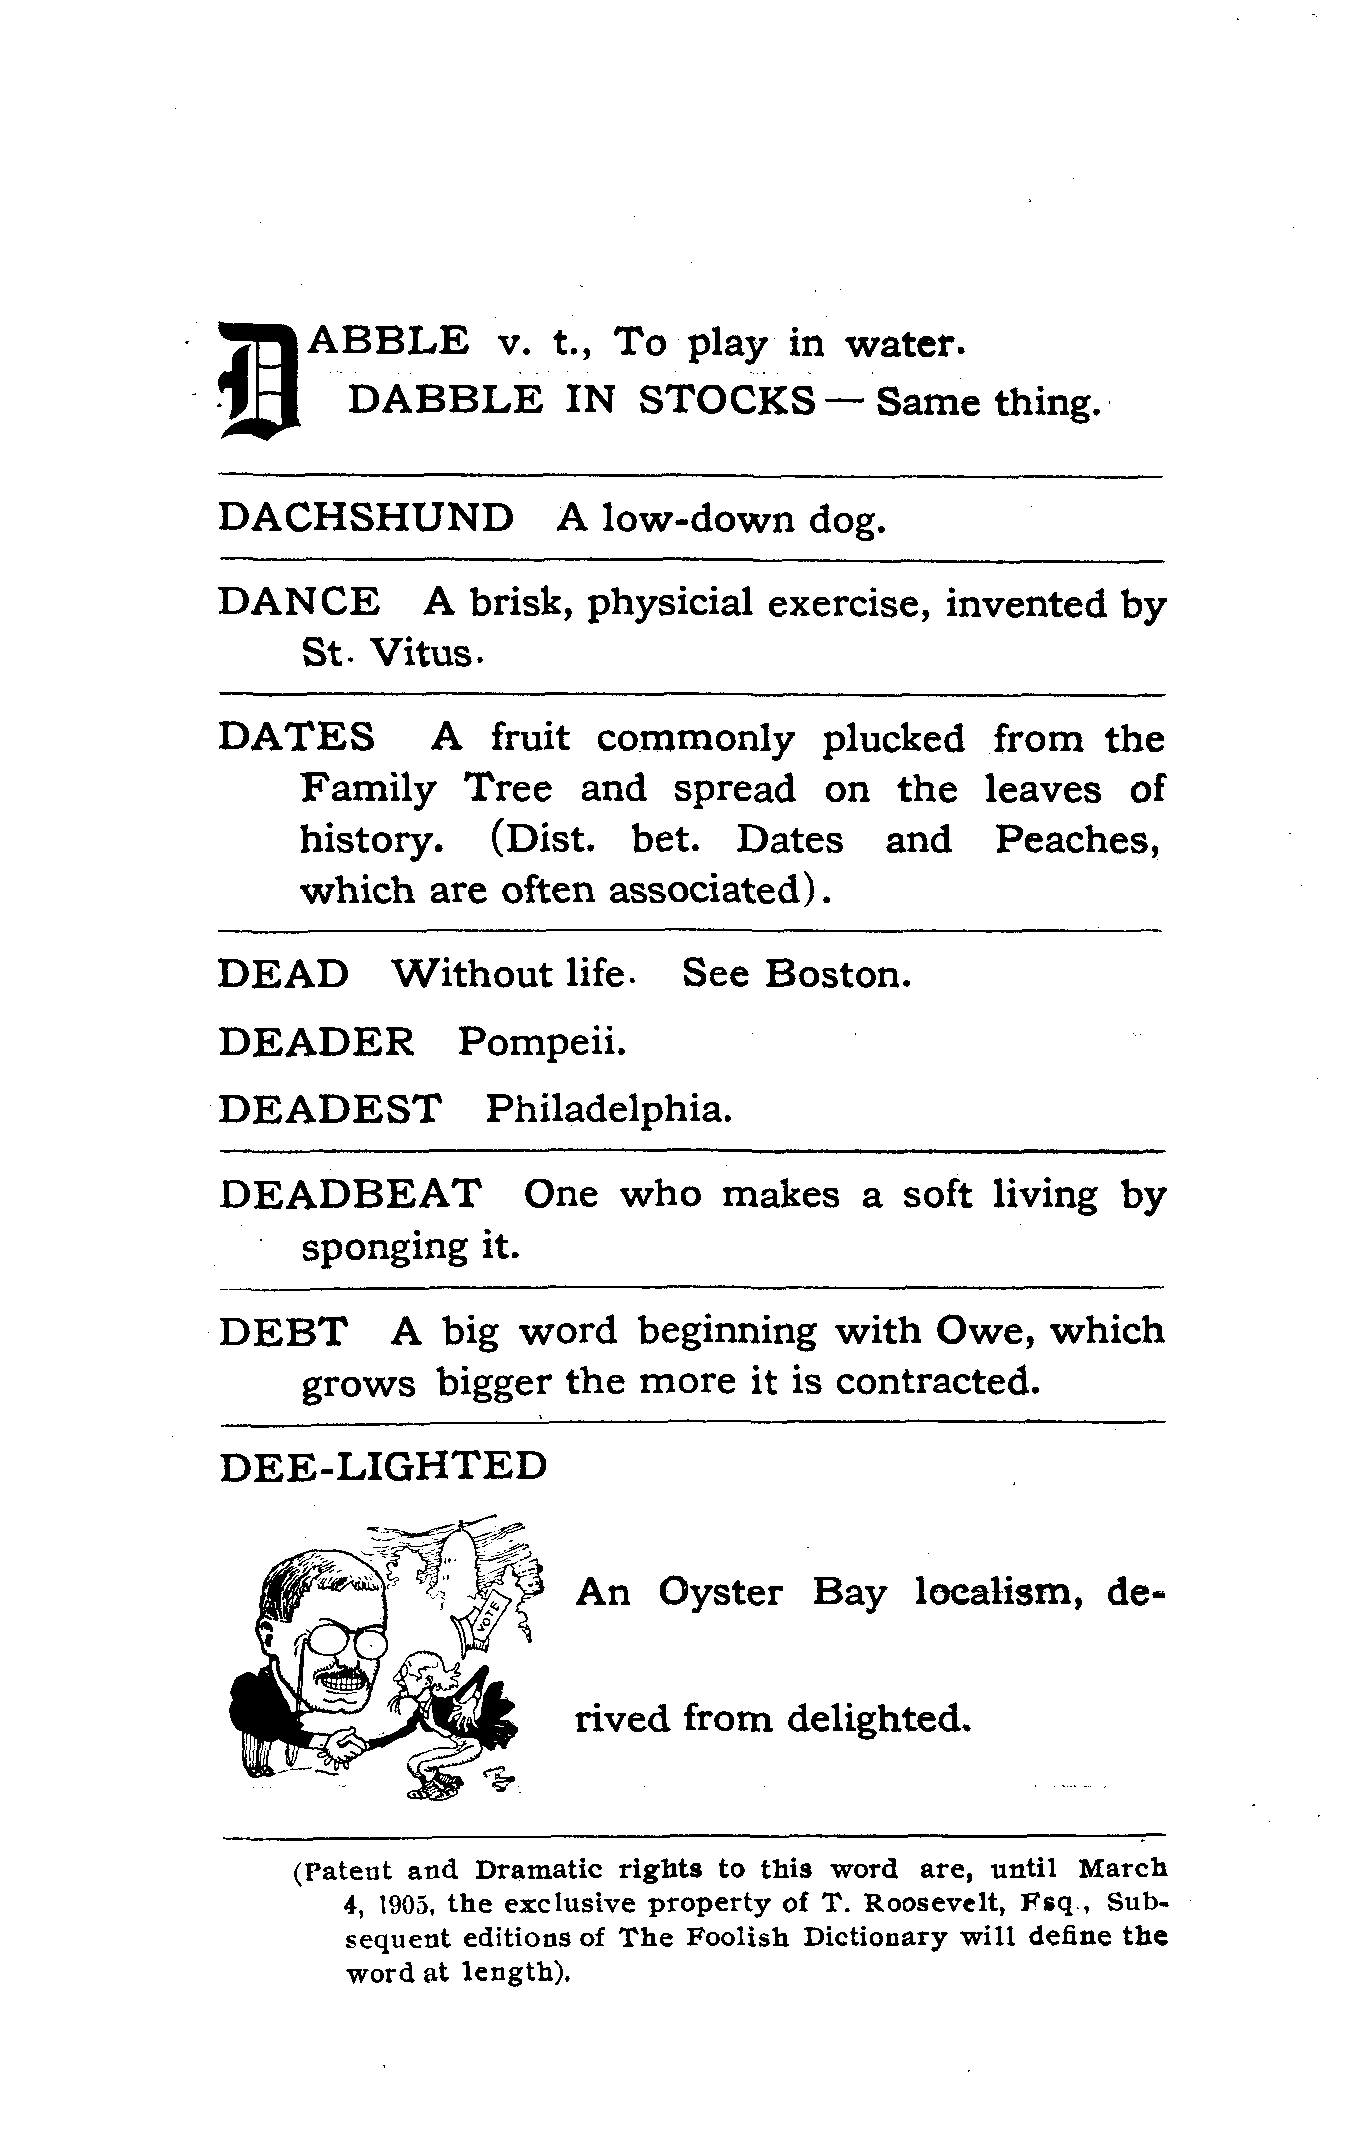 DABBLE v. t., To play in water.
DABBLE IN STOCKS — Same thing.
DACHSHUND A low-down dog.
DANCE A brisk, physicial exercise, invented by
St. Vitus.
DATES A fruit commonly plucked from the
Family Tree and spread on the leaves of
history. (Dist. bet. Dates and Peaches,
which are often associated).
DEAD Without life. See Boston.
DEADER Pompeii.
DEADEST Philadelphia.
DEADBEAT One who makes a soft living by
sponging it.
DEBT A big word beginning with Owe, which
grows bigger the more it is contracted.
DEE-LIGHTED
VOTE
An Oyster Bay localism, de-
rived from delighted.
(Patent and Dramatic rights to this word are, until March
4, 1905, the exclusive property of T. Roosevelt, Esq., Sub-
sequent editions of The Foolish Dictionary will define the
word at length).